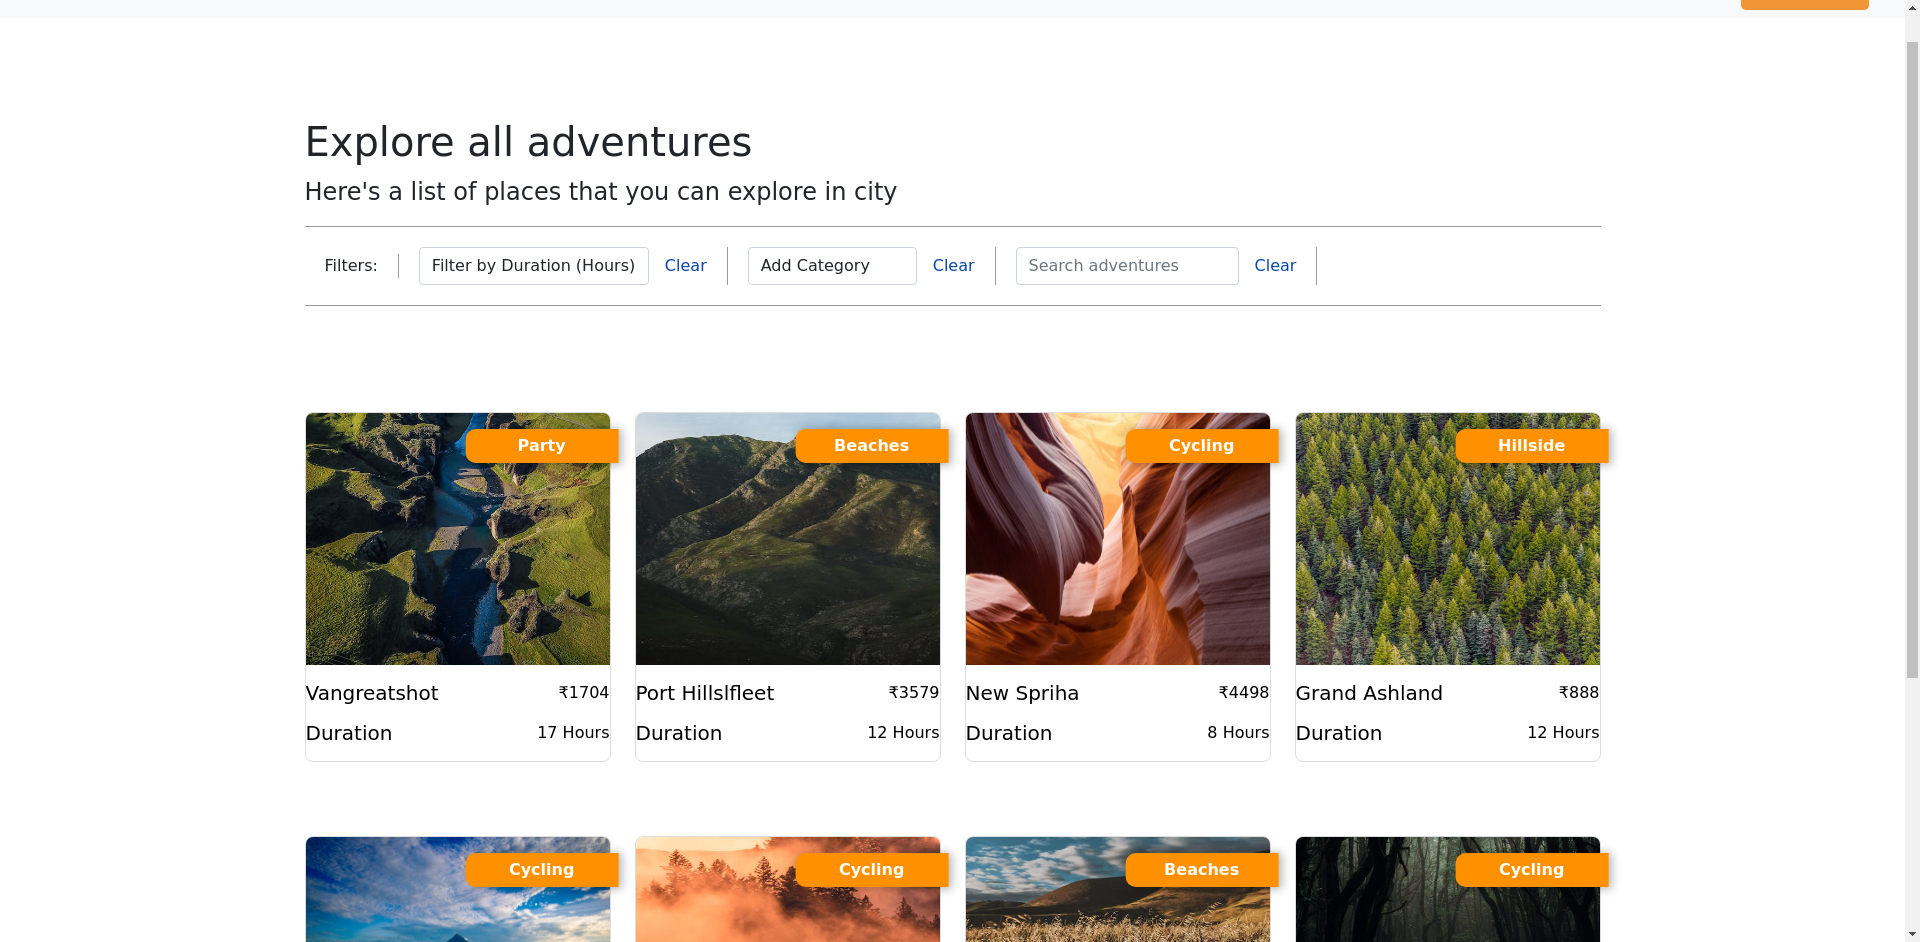 Explore all adventures
Here's a list of places that you can explore in city
Filters: Filter by Duration (Hours) Clear Add Category Clear Search adventures Clear
Party Beaches Cycling Hillside
Vangreatshot ₹1704 Port Hillslfleet ₹3579 New Spriha ₹4498 Grand Ashland ₹888
Duration 17 Hours Duration 12 Hours Duration 8 Hours Duration 12 Hours
Cycling Cycling Beaches Cycling